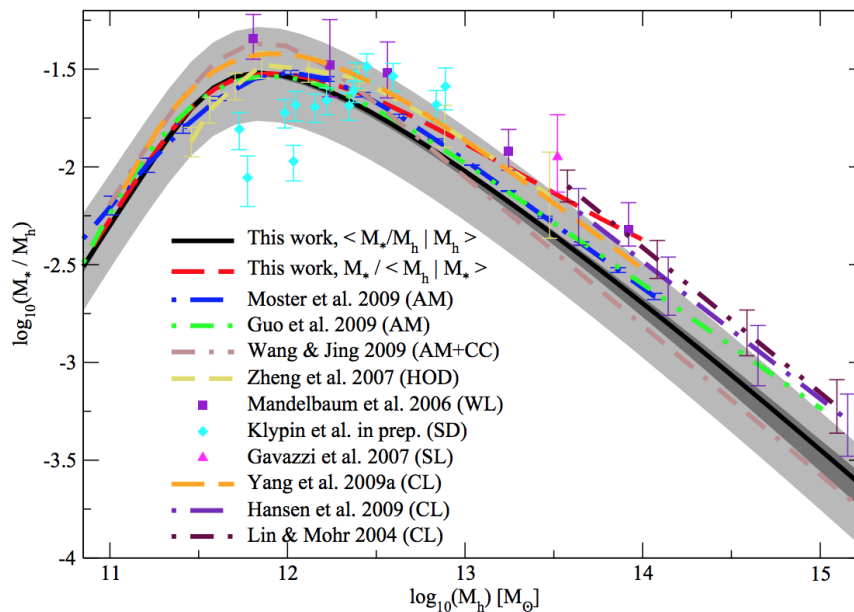 -1.5
-2
-2.5
-3
-3.5
-4
log10(M* / Mh)
This work, < M*/Mh | Mh >
This work, M* / < Mh | M* >
Moster et al. 2009 (AM)
Guo et al. 2009 (AM)
Wang & Jing 2009 (AM+CC)
Zheng et al. 2007 (HOD)
Mandelbaum et al. 2006 (WL)
Klypin et al. in prep. (SD)
Gavazzi et al. 2007 (SL)
Yang et al. 2009a (CL)
Hansen et al. 2009 (CL)
Lin & Mohr 2004 (CL)
11 12 13 14 15
log10(Mh) [M⊙]